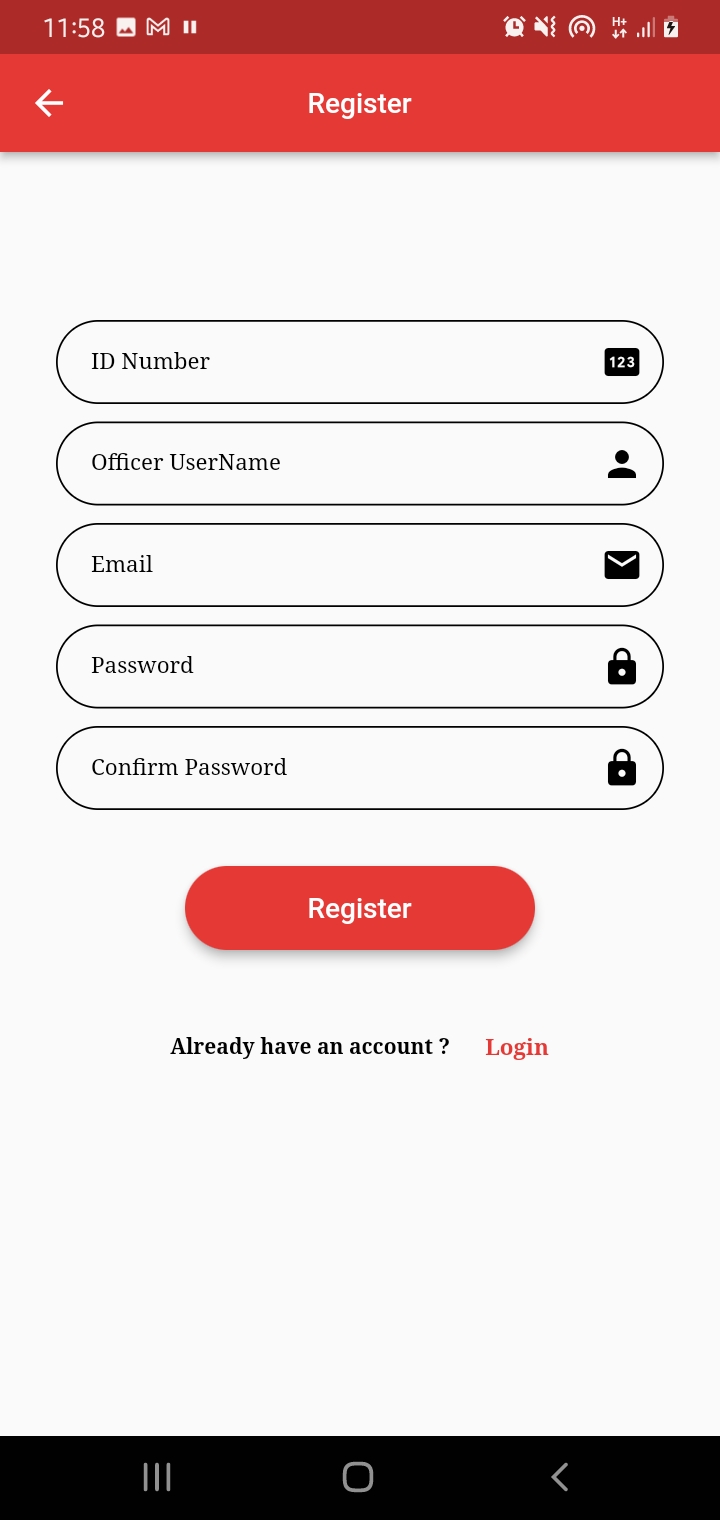 11:58
H+
Register
ID Number
123
Officer UserName
Email
Password
Confirm Password
Register
Already have an account ? Login